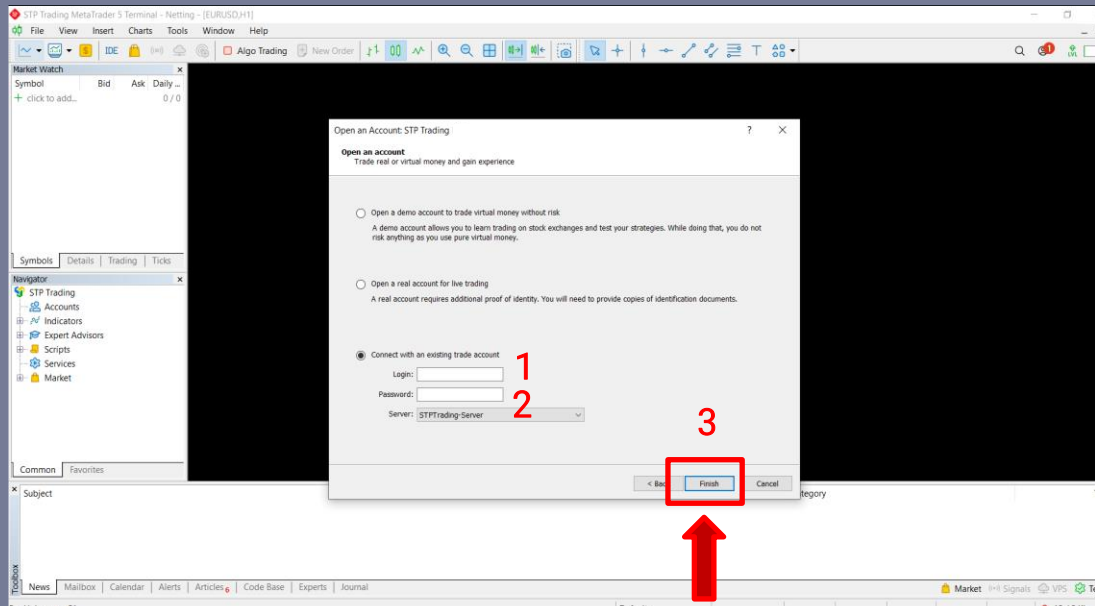 STP Trading MetaTrader 5 Terminal - Netting - [EURUSD,H1]
File View Insert Charts Tools Window Help
IDE Algo Trading New Order
Market Watch
Symbol Bid Ask Daily ...
click to add... 0 / 0
Symbols Details Trading Ticks
Navigator
STP Trading
Accounts
Indicators
Expert Advisors
Scripts
Services
Market
Common Favorites
Open an Account: STP Trading
Open an account
Trade real or virtual money and gain experience
Open a demo account to trade virtual money without risk
A demo account allows you to learn trading on stock exchanges and test your strategies. While doing that, you do not
risk anything as you use pure virtual money.
Open a real account for live trading
A real account requires additional proof of identity. You will need to provide copies of identification documents.
Connect with an existing trade account
1
Login:
Password:
2
Server: STPTrading-Server
3
< Bac Finish Cancel
Subject tegory
Toolbox
News Mailbox Calendar Alerts Articles 6 Code Base Experts Journal
Market Signals VPS Te